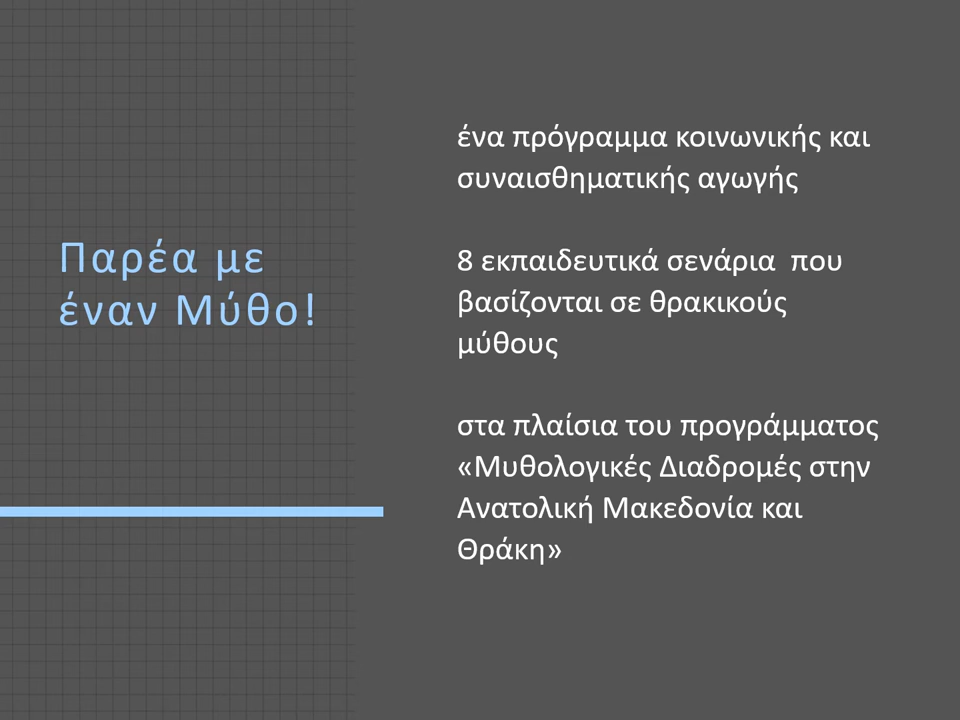 Παρέα με
έναν Μύθο!
ένα πρόγραμμα κοινωνικής και
συναισθηματικής αγωγής
8 εκπαιδευτικά σενάρια  που
βασίζονται σε θρακικούς
μύθους
στα πλαίσια του προγράμματος
«Μυθολογικές Διαδρομές στην
Ανατολική Μακεδονία και
Θράκη»